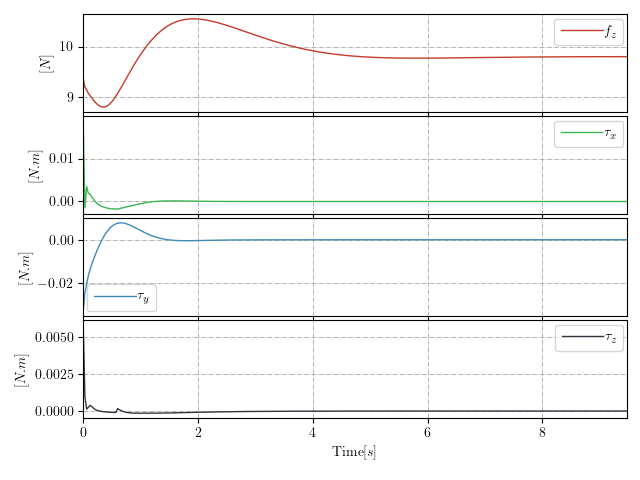 10
9
[N]
f_z
0.01
0.00
[N.m]
τ_x
0.00
−0.02
[N.m]
τ_y
0.0050
0.0025
0.0000
[N.m]
τ_z
0 2 4 6 8
Time[s]